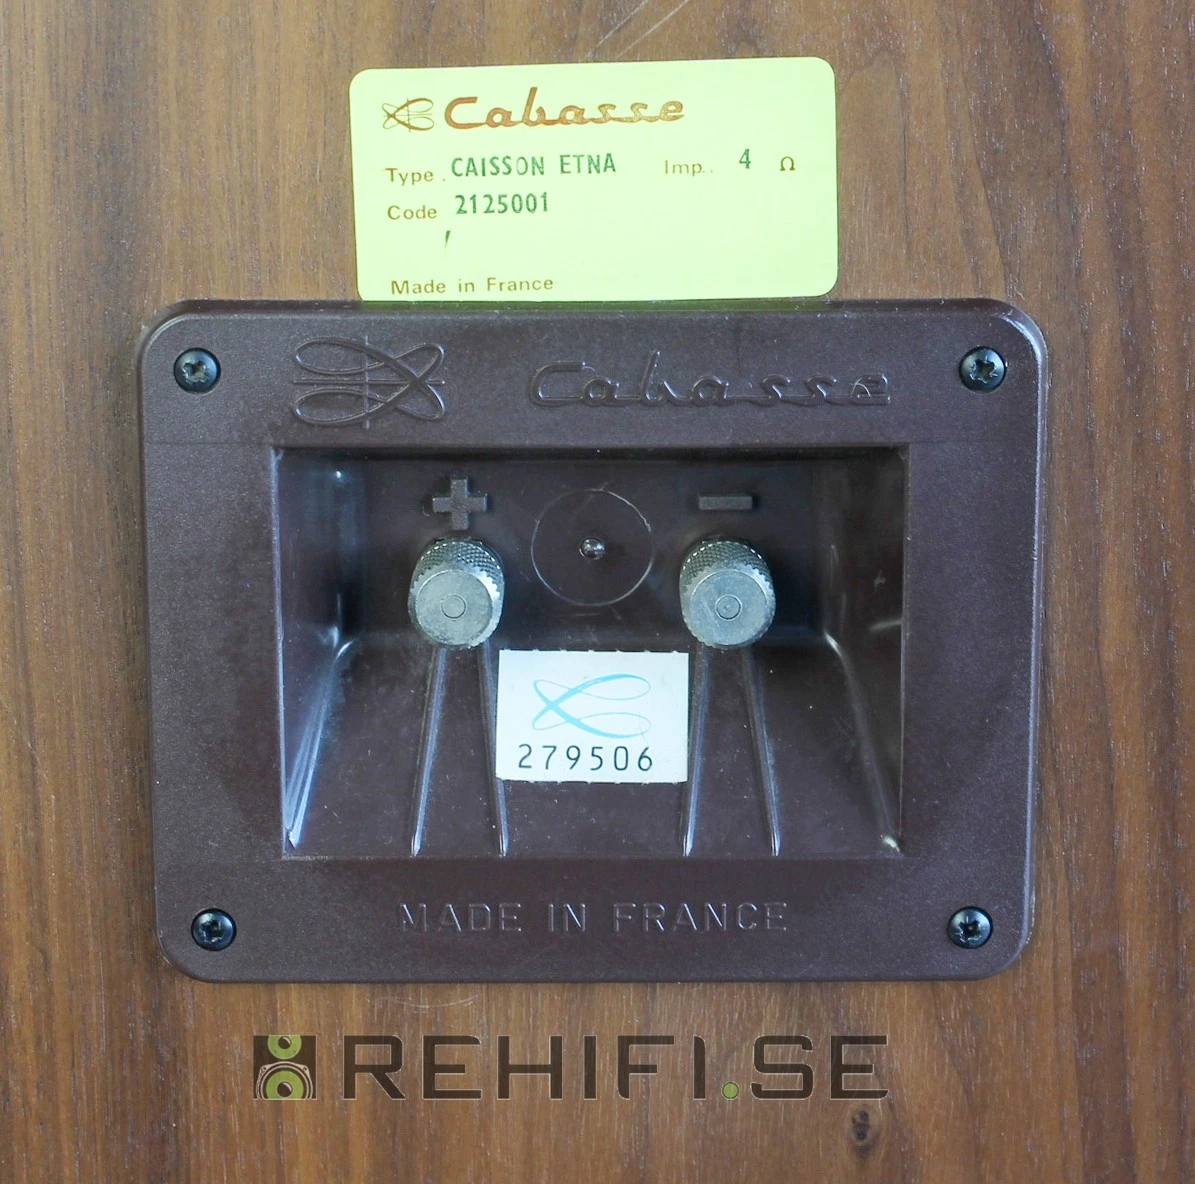 Cabasse
Type. CAISSON ETNA Imp.. 4 Ω
Code 2125001
Made in France
Cabasse
+ −
279506
MADE IN FRANCE
REHIFI.SE